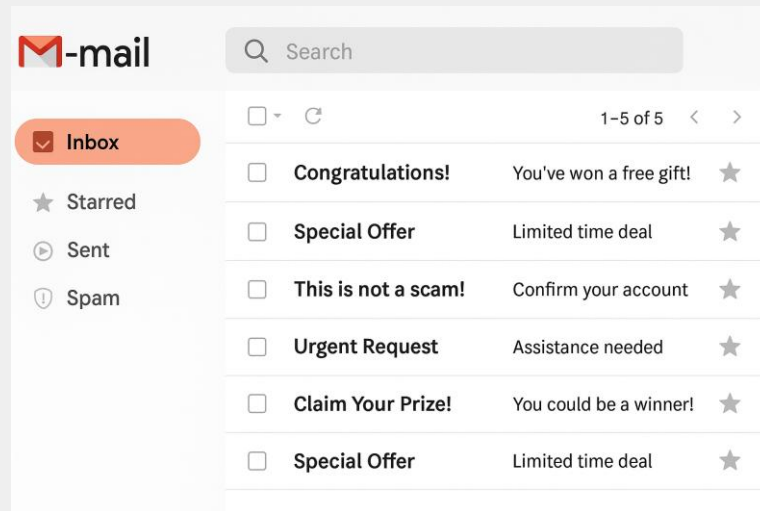 M-mail
Search
1–5 of 5
Inbox
Congratulations! You've won a free gift!
Starred
Special Offer Limited time deal
Sent
This is not a scam! Confirm your account
Spam
Urgent Request Assistance needed
Claim Your Prize! You could be a winner!
Special Offer Limited time deal